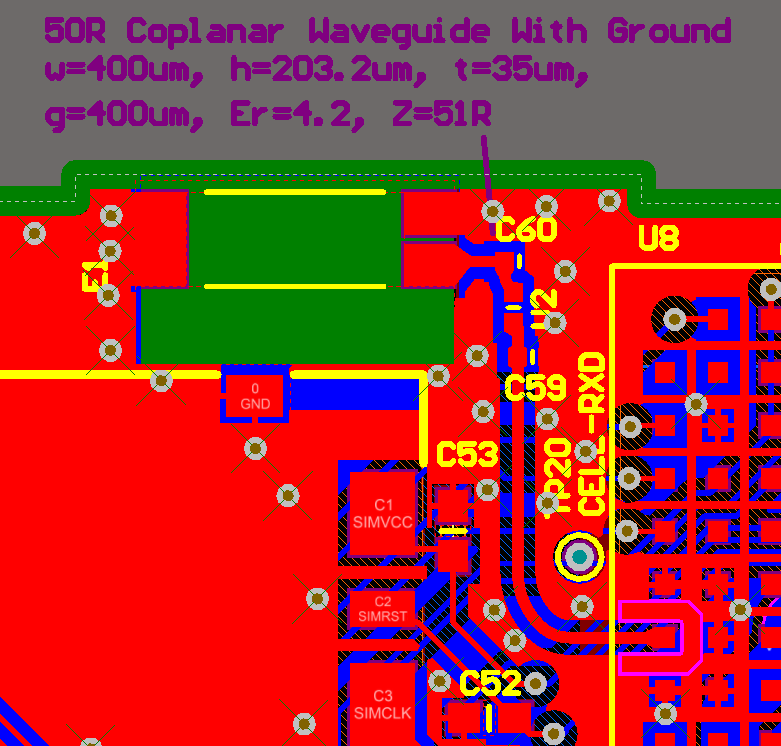 50R Coplanar Waveguide With Ground
w=400um, h=203.2um, t=35um,
g=400um, Er=4.2, Z=51R
C60
U8
E1
U2
C59
0
GND
C53
TP20
CELL-RXD
C1
SIMVCC
C2
SIMRST
C52
C3
SIMCLK